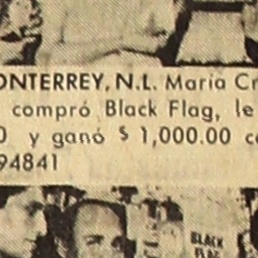 ONTERREY, N.L. María Cr
compró Black Flag, le
0 y ganó $1,000.00 c
94841
BLACK
FLAG